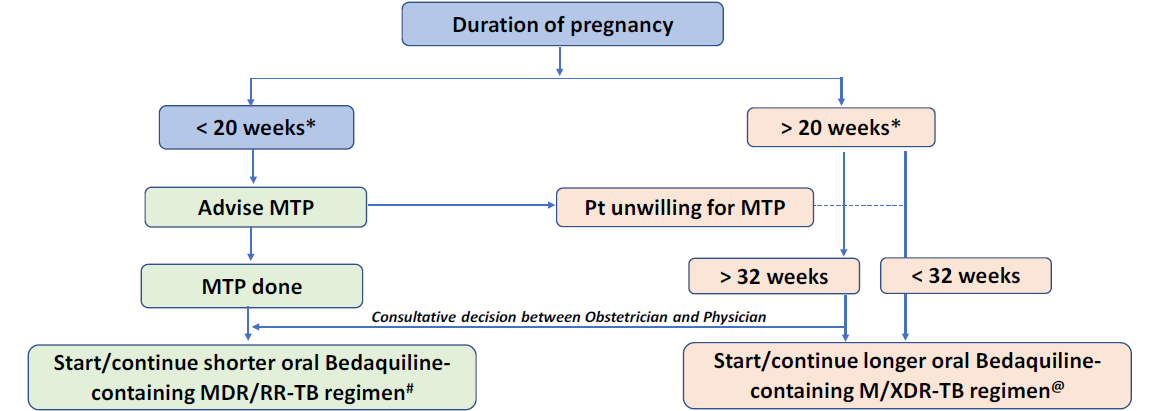 Duration of pregnancy
< 20 weeks*
> 20 weeks*
Advise MTP
Pt unwilling for MTP
MTP done
> 32 weeks
< 32 weeks
Consultative decision between Obstetrician and Physician
Start/continue shorter oral Bedaquiline-
containing MDR/RR-TB regimen#
Start/continue longer oral Bedaquiline-
containing M/XDR-TB regimen@